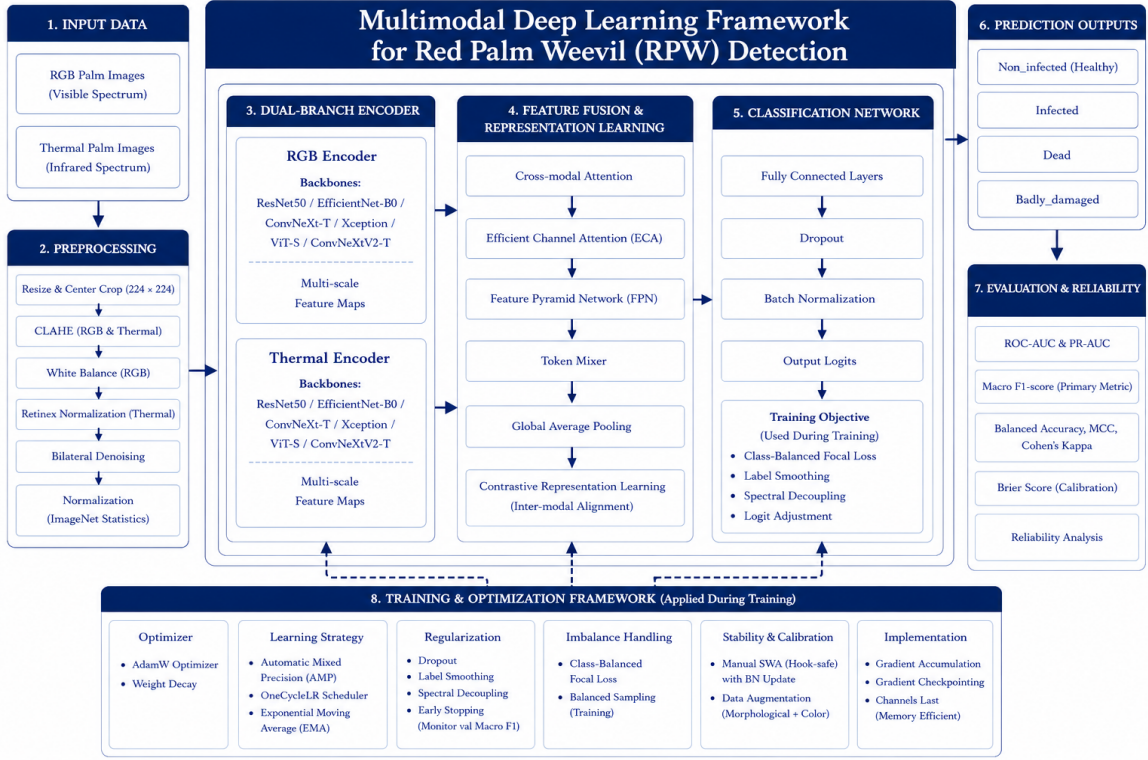 Multimodal Deep Learning Framework
for Red Palm Weevil (RPW) Detection
1. INPUT DATA
RGB Palm Images
(Visible Spectrum)
Thermal Palm Images
(Infrared Spectrum)
2. PREPROCESSING
Resize & Center Crop (224 × 224)
CLAHE (RGB & Thermal)
White Balance (RGB)
Retinex Normalization (Thermal)
Bilateral Denoising
Normalization
(ImageNet Statistics)
3. DUAL-BRANCH ENCODER
RGB Encoder
Backbones:
ResNet50 / EfficientNet-B0 /
ConvNeXt-T / Xception /
ViT-S / ConvNeXtV2-T
Multi-scale
Feature Maps
Thermal Encoder
Backbones:
ResNet50 / EfficientNet-B0 /
ConvNeXt-T / Xception /
ViT-S / ConvNeXtV2-T
Multi-scale
Feature Maps
4. FEATURE FUSION &
REPRESENTATION LEARNING
Cross-modal Attention
Efficient Channel Attention (ECA)
Feature Pyramid Network (FPN)
Token Mixer
Global Average Pooling
Contrastive Representation Learning
(Inter-modal Alignment)
5. CLASSIFICATION NETWORK
Fully Connected Layers
Dropout
Batch Normalization
Output Logits
Training Objective
(Used During Training)
• Class-Balanced Focal Loss
• Label Smoothing
• Spectral Decoupling
• Logit Adjustment
6. PREDICTION OUTPUTS
Non_infected (Healthy)
Infected
Dead
Badly_damaged
7. EVALUATION & RELIABILITY
ROC-AUC & PR-AUC
Macro F1-score (Primary Metric)
Balanced Accuracy, MCC,
Cohen's Kappa
Brier Score (Calibration)
Reliability Analysis
8. TRAINING & OPTIMIZATION FRAMEWORK (Applied During Training)
Optimizer
• AdamW Optimizer
• Weight Decay
Learning Strategy
• Automatic Mixed
Precision (AMP)
• OneCycleLR Scheduler
• Exponential Moving
Average (EMA)
Regularization
• Dropout
• Label Smoothing
• Spectral Decoupling
• Early Stopping
(Monitor val Macro F1)
Imbalance Handling
• Class-Balanced
Focal Loss
• Balanced Sampling
(Training)
Stability & Calibration
• Manual SWA (Hook-safe)
with BN Update
• Data Augmentation
(Morphological + Color)
Implementation
• Gradient Accumulation
• Gradient Checkpointing
• Channels Last
(Memory Efficient)